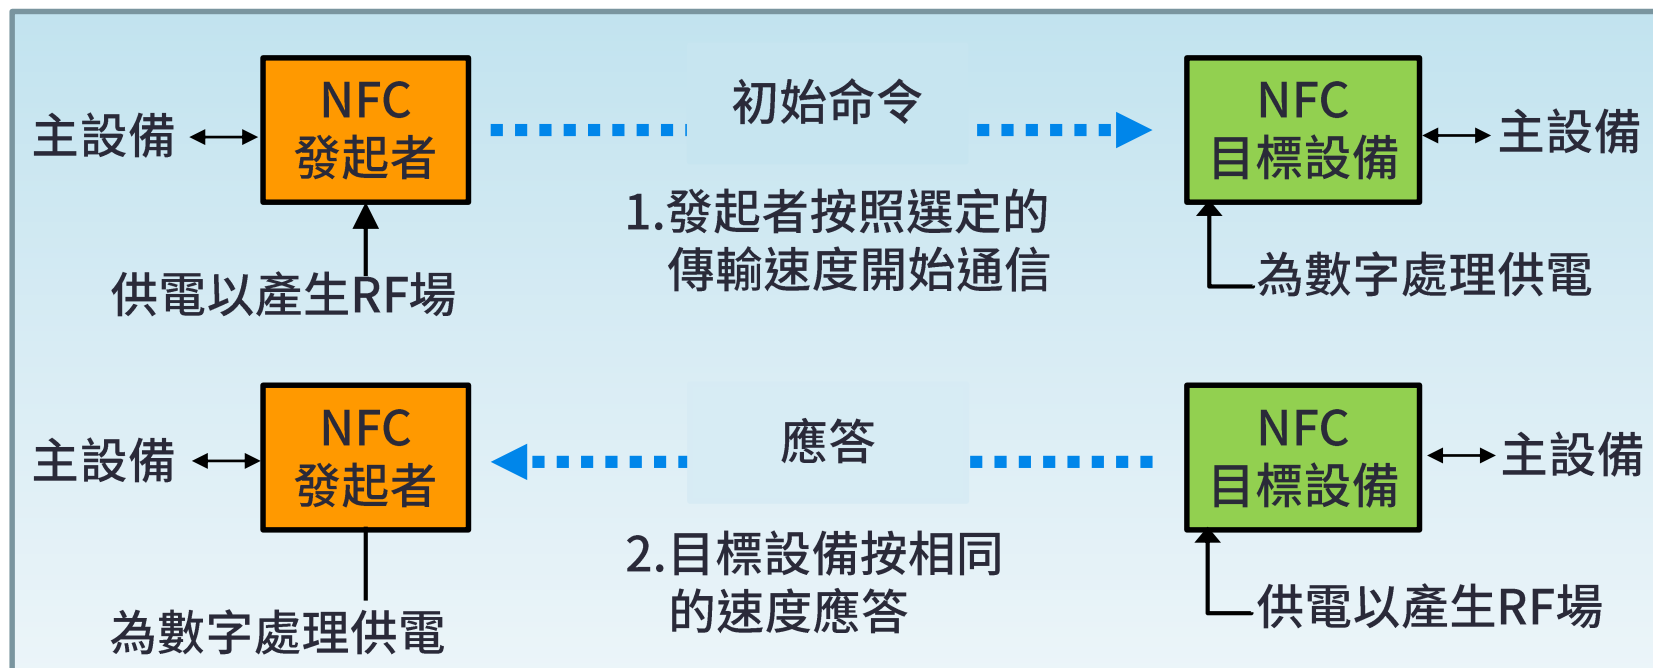 主設備
NFC
發起者
初始命令
NFC
目標設備
主設備
1.發起者按照選定的
傳輸速度開始通信
供電以產生RF場
為數字處理供電
主設備
NFC
發起者
應答
NFC
目標設備
主設備
2.目標設備按相同
的速度應答
為數字處理供電
供電以產生RF場